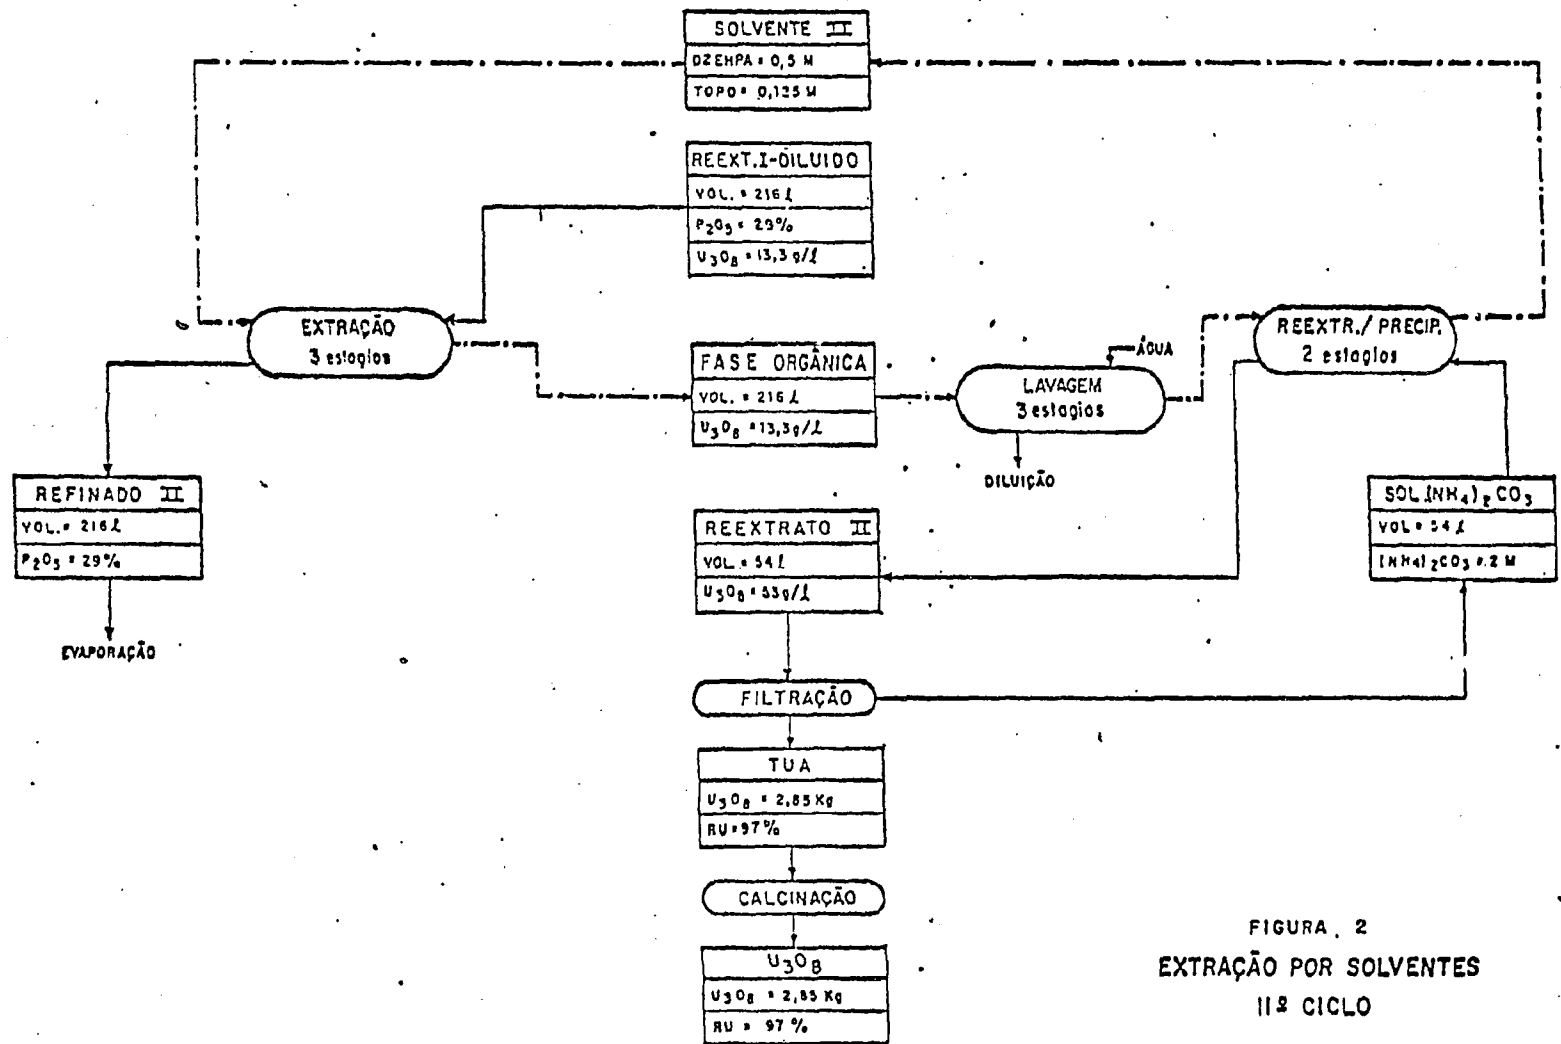 SOLVENTE II
D2EHPA = 0,5 M
TOPO = 0,125 M
REEXT.I-DILUIDO
VOL. = 216 l
P2O5 = 29%
U3O8 = 13,3 g/l
EXTRAÇÃO
3 estagios
FASE ORGÂNICA
VOL. = 216 l
U3O8 = 13,3g/l
ÁGUA
LAVAGEM
3 estagios
DILUIÇÃO
REEXTR./ PRECIP.
2 estagios
REFINADO II
VOL. = 216 l
P2O5 = 29%
EVAPORAÇÃO
REEXTRATO II
VOL. = 54 l
U3O8 = 53g/l
SOL.(NH4)2CO3
VOL = 54 l
(NH4)2CO3 = 2 M
FILTRAÇÃO
TUA
U3O8 = 2,85 Kg
RU = 97%
CALCINAÇÃO
U3O8
U3O8 = 2,85 Kg
RU = 97 %
FIGURA . 2
EXTRAÇÃO POR SOLVENTES
IIº CICLO